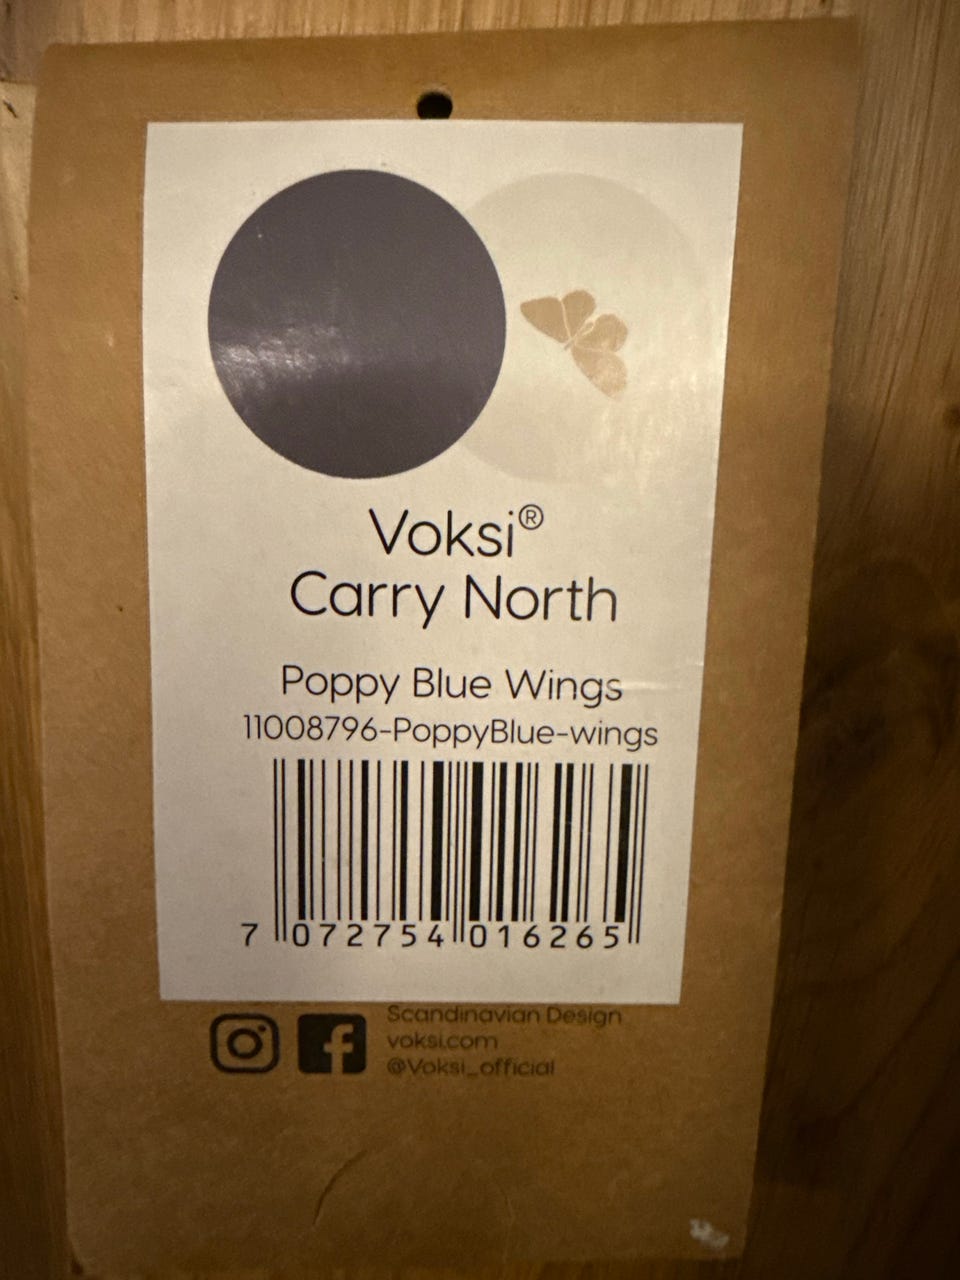 Voksi®
Carry North
Poppy Blue Wings
11008796-PoppyBlue-wings
7 072754 016265
Scandinavian Design
voksi.com
@Voksi_official